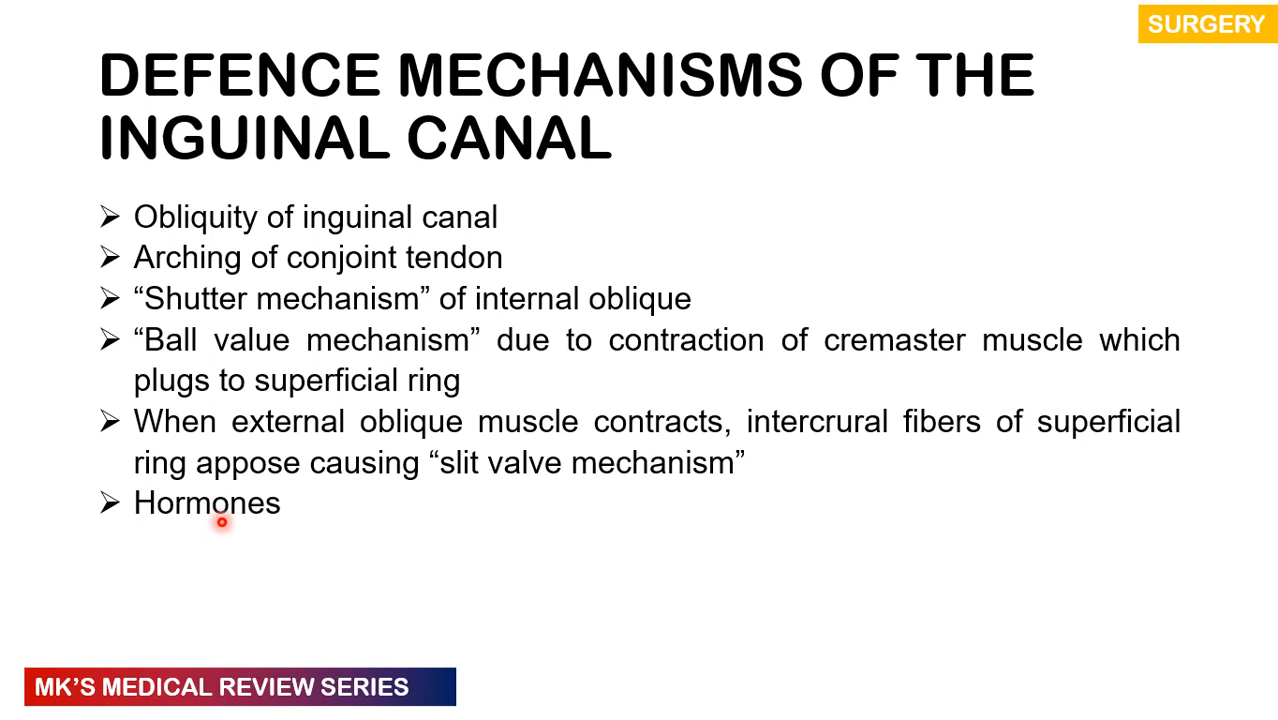 SURGERY
DEFENCE MECHANISMS OF THE
INGUINAL CANAL
➢ Obliquity of inguinal canal
➢ Arching of conjoint tendon
➢ “Shutter mechanism” of internal oblique
➢ “Ball value mechanism” due to contraction of cremaster muscle which
plugs to superficial ring
➢ When external oblique muscle contracts, intercrural fibers of superficial
ring appose causing “slit valve mechanism”
➢ Hormones
MK’S MEDICAL REVIEW SERIES